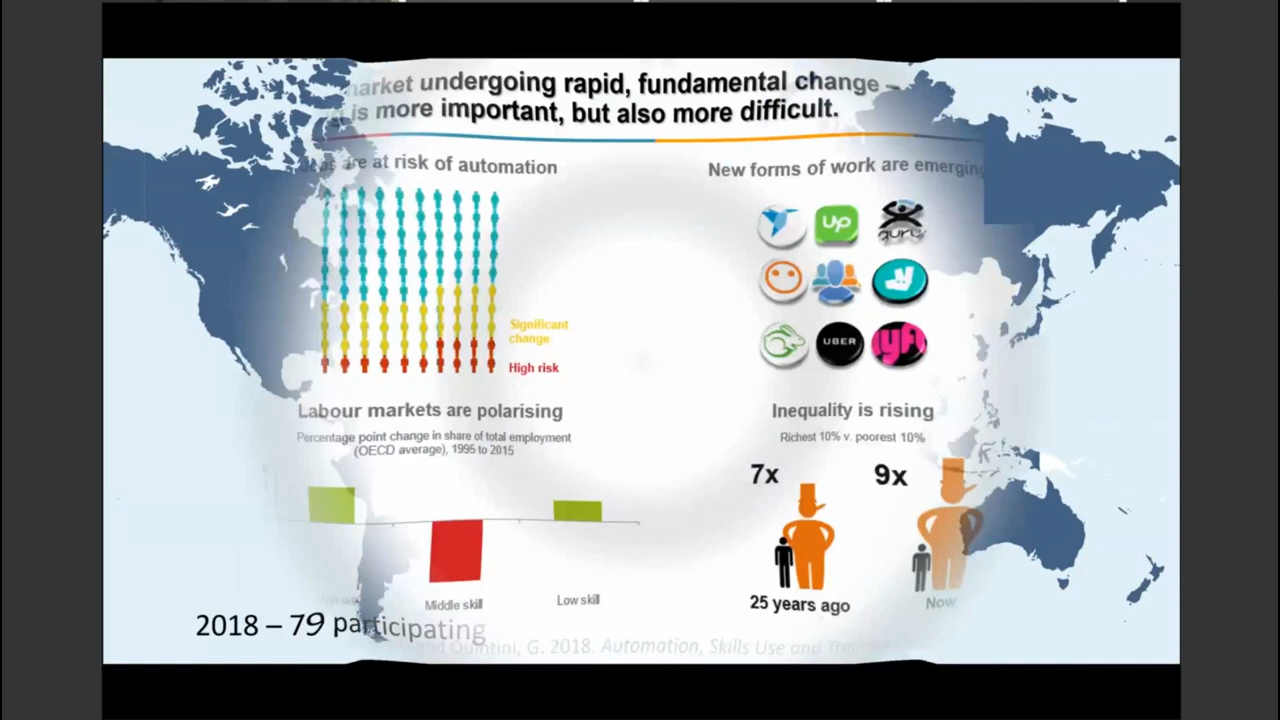 market undergoing rapid, fundamental change –
is more important, but also more difficult.
are at risk of automation
New forms of work are emerging
up
guru
UBER
lyft
Significant
change
High risk
Labour markets are polarising
Percentage point change in share of total employment
(OECD average), 1995 to 2015
Inequality is rising
Richest 10% v. poorest 10%
7x
9x
Middle skill
Low skill
25 years ago
Now
2018 – 79 participating
and Quintini, G. 2018. Automation, Skills Use and Training